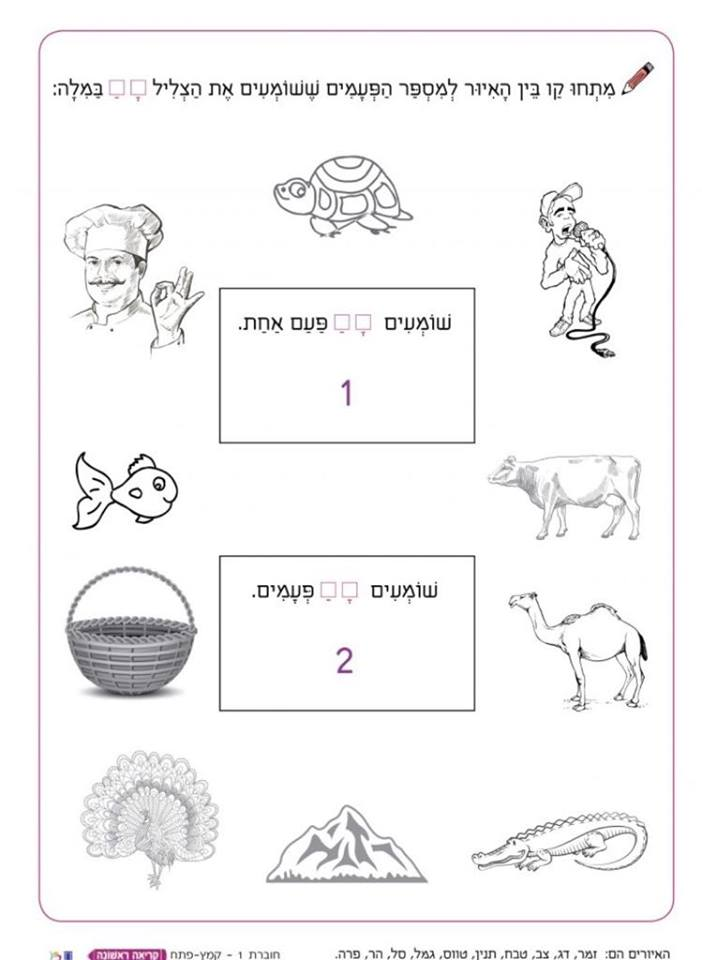 מִתְחוּ קַו בֵּין הָאִיּוּר לְמִסְפַּר הַפְּעָמִים שֶׁשּׁוֹמְעִים אֶת הַצְּלִיל □ָ □ַ בַּמִּלָּה:
שׁוֹמְעִים □ָ □ַ פַּעַם אַחַת.
1
שׁוֹמְעִים □ָ □ַ פְּעָמִים.
2
האיורים הם: זמר, דג, צב, טבח, תנין, טווס, גמל, סל, הר, פרה.
חוברת 1 - קמץ-פתח
קריאה ראשונה